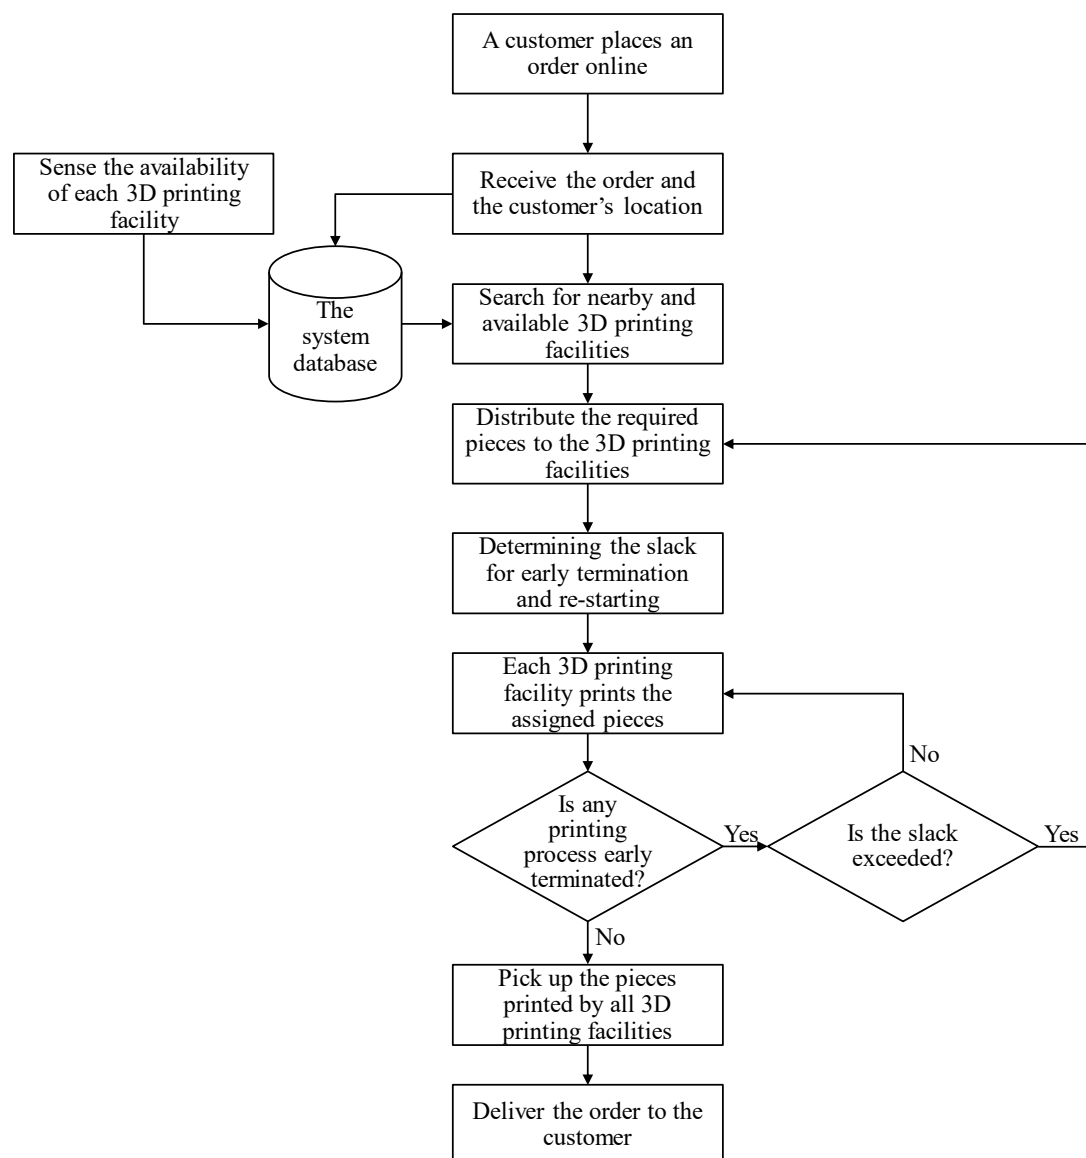 A customer places an
order online
Sense the availability
of each 3D printing
facility
Receive the order and
the customer's location
The
system
database
Search for nearby and
available 3D printing
facilities
Distribute the required
pieces to the 3D printing
facilities
Determining the slack
for early termination
and re-starting
Each 3D printing
facility prints the
assigned pieces
Is any
printing
process early
terminated?
Yes
Is the slack
exceeded?
No
Yes
No
Pick up the pieces
printed by all 3D
printing facilities
Deliver the order to the
customer